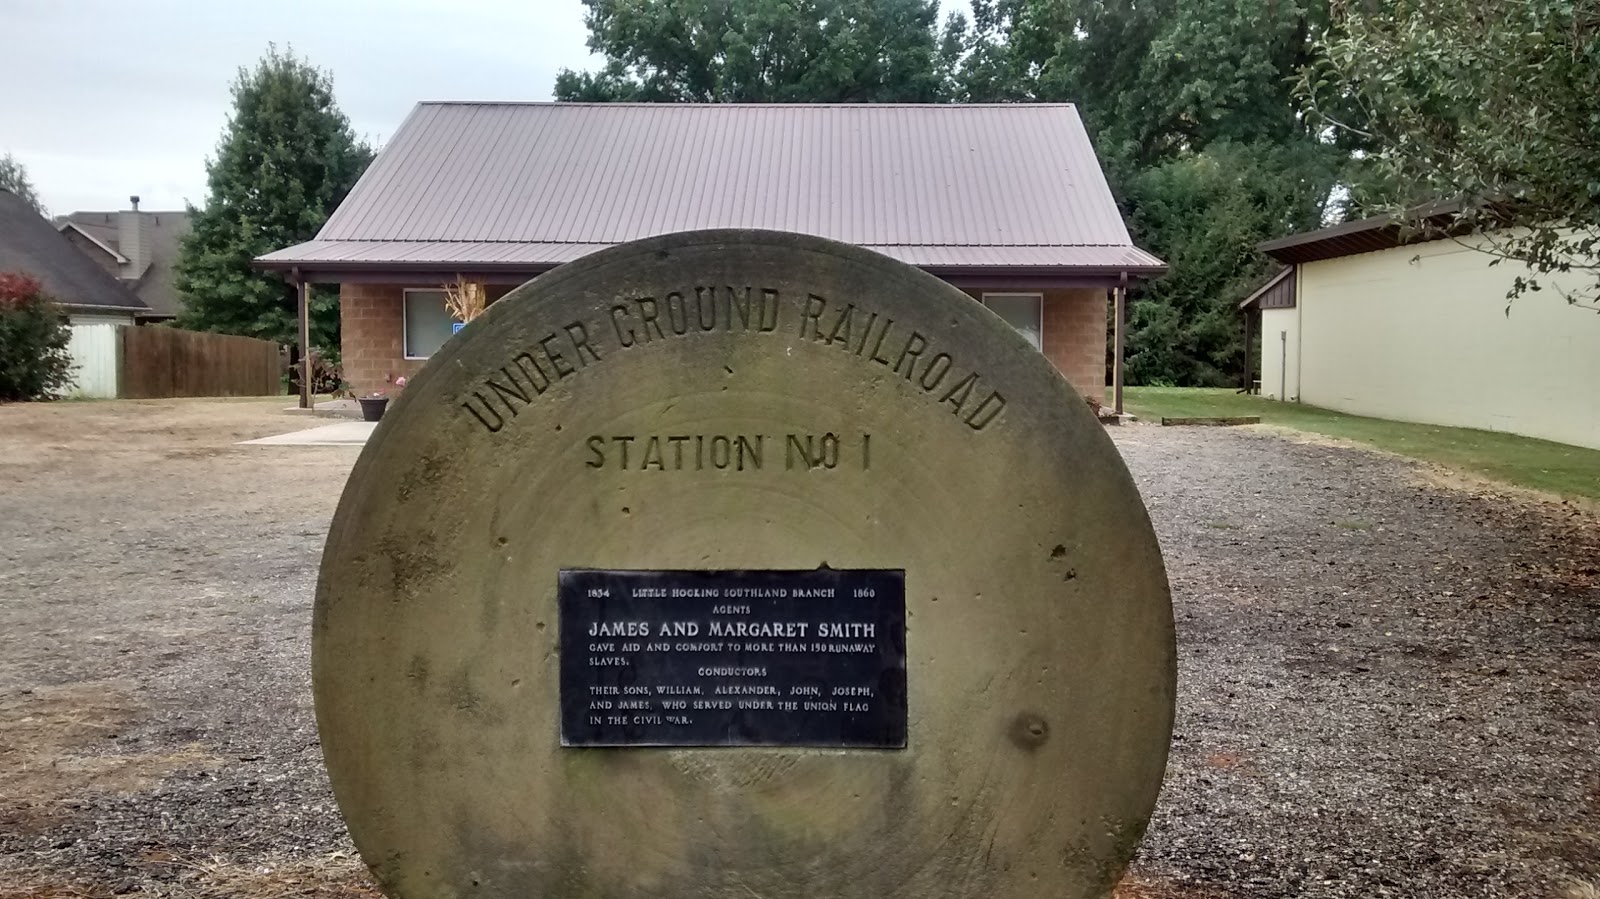 UNDER GROUND RAILROAD
STATION NO 1
1834 LITTLE HOCKING SOUTHLAND BRANCH 1860
AGENTS
JAMES AND MARGARET SMITH
GAVE AID AND COMFORT TO MORE THAN 150 RUNAWAY
SLAVES.
CONDUCTORS
THEIR SONS, WILLIAM, ALEXANDER, JOHN, JOSEPH,
AND JAMES, WHO SERVED UNDER THE UNION FLAG
IN THE CIVIL WAR.